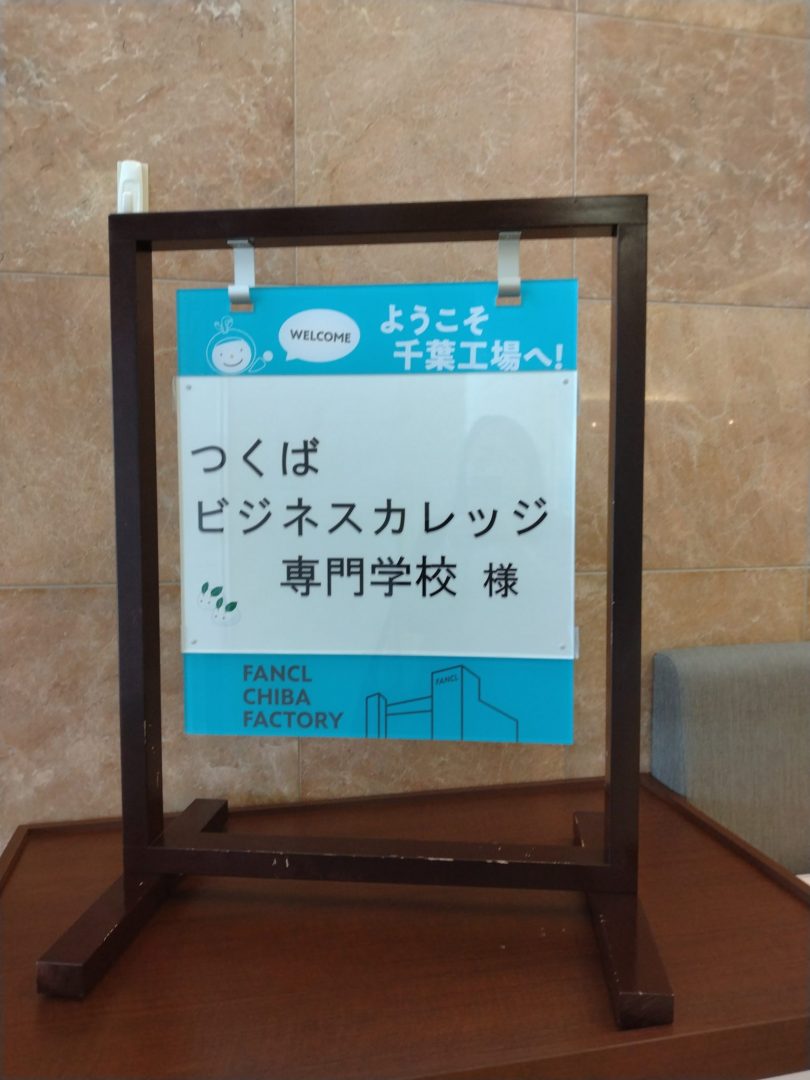 WELCOME
ようこそ
千葉工場へ!
つくば
ビジネスカレッジ
専門学校 様
FANCL
CHIBA
FACTORY
FANCL